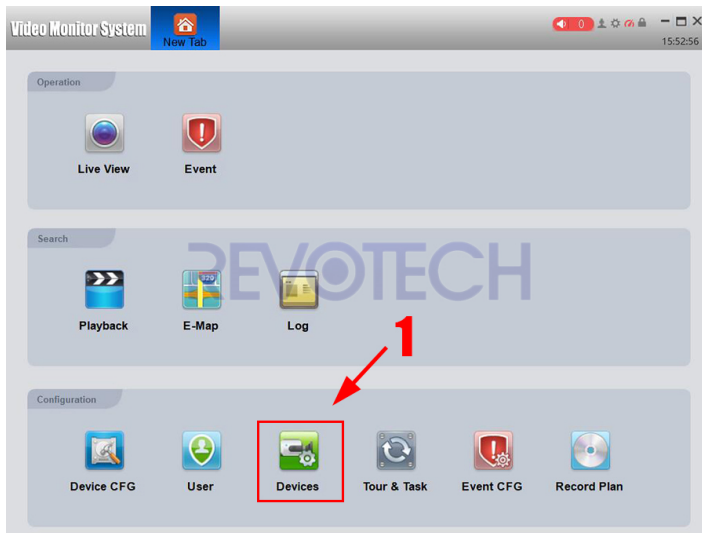 Video Monitor System
New Tab
0
15:52:56
Operation
Live View
Event
Search
REVOTECH
Playback
E-Map
Log
1
Configuration
Device CFG
User
Devices
Tour & Task
Event CFG
Record Plan